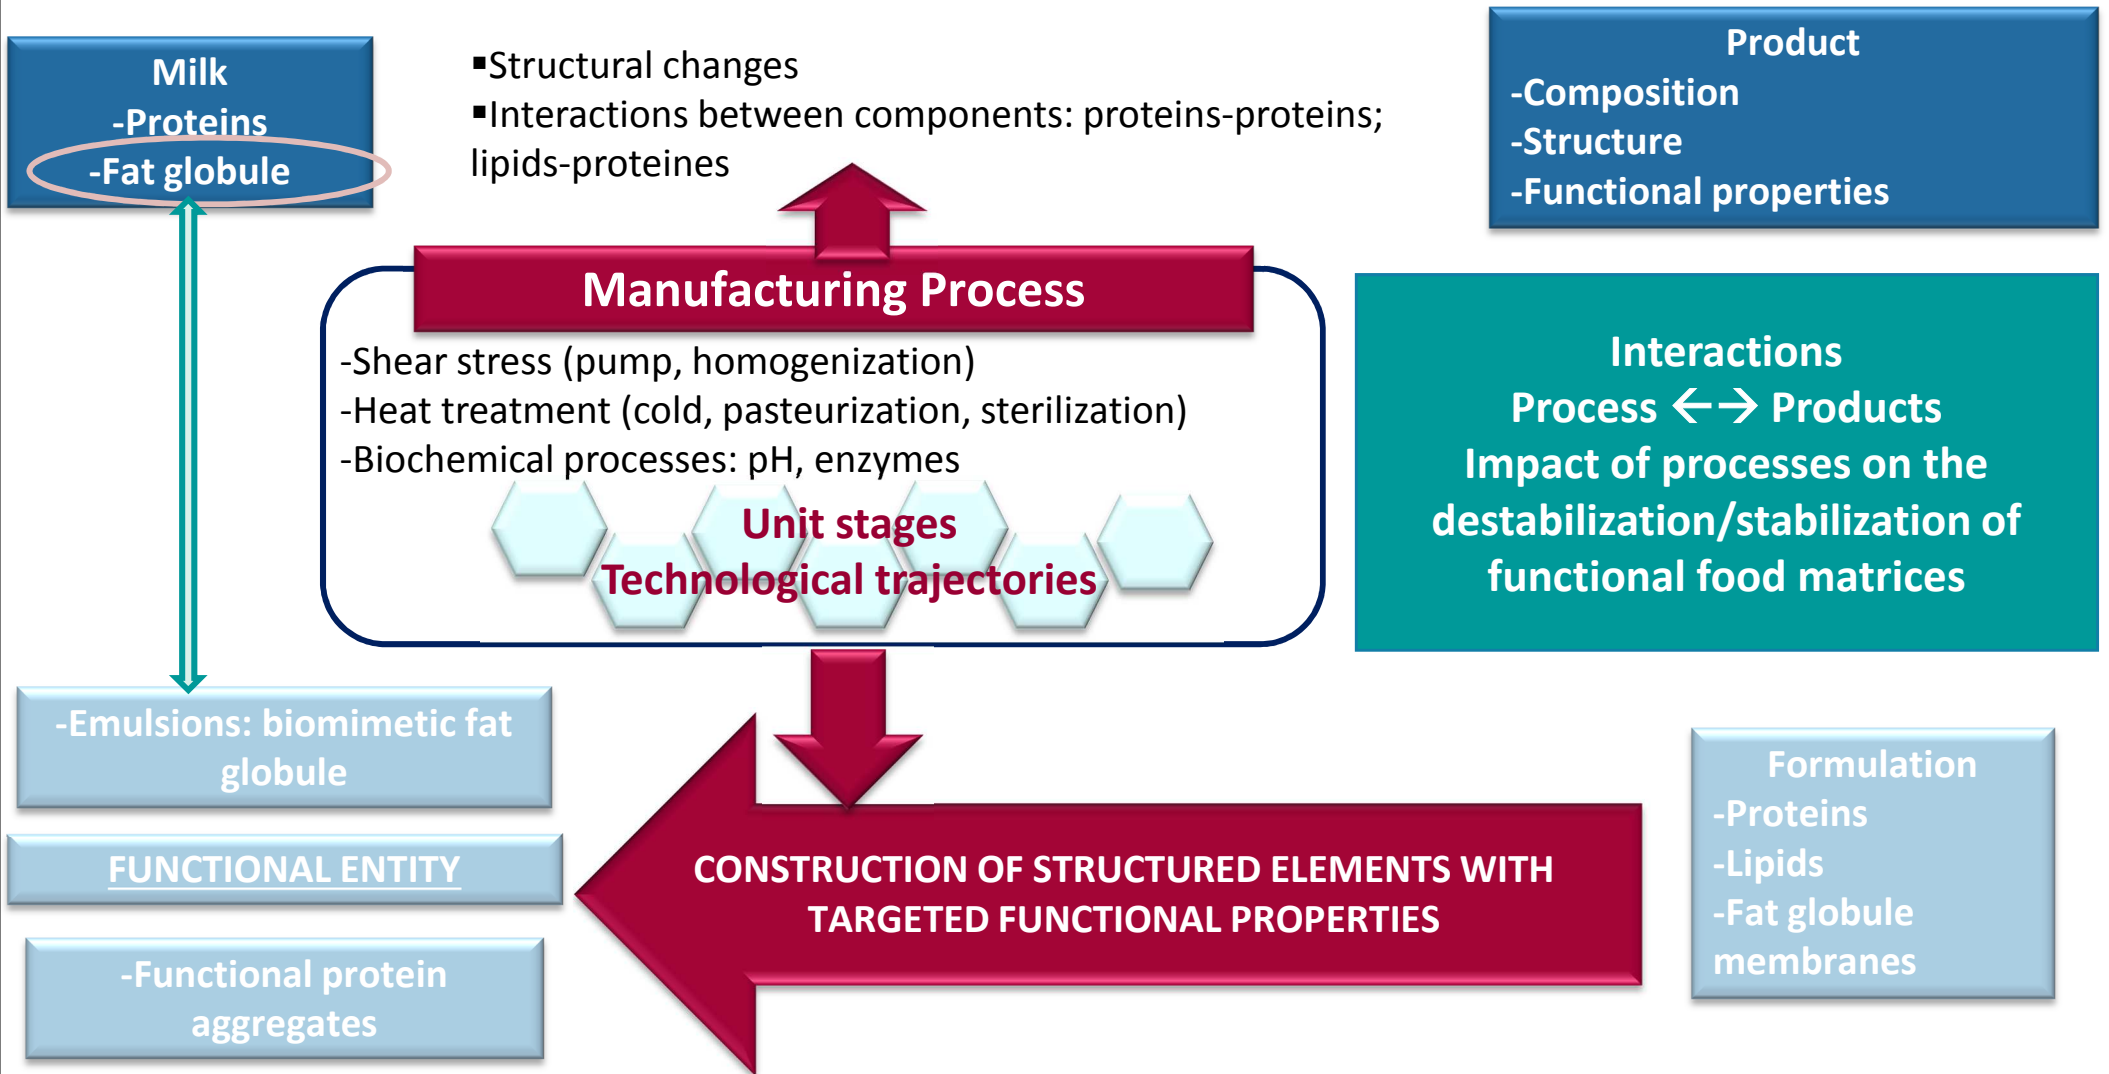 Milk
-Proteins
-Fat globule
▪Structural changes
▪Interactions between components: proteins-proteins;
lipids-proteines
Product
-Composition
-Structure
-Functional properties
Manufacturing Process
-Shear stress (pump, homogenization)
-Heat treatment (cold, pasteurization, sterilization)
-Biochemical processes: pH, enzymes
Unit stages
Technological trajectories
Interactions
Process ←→ Products
Impact of processes on the
destabilization/stabilization of
functional food matrices
-Emulsions: biomimetic fat
globule
FUNCTIONAL ENTITY
-Functional protein
aggregates
CONSTRUCTION OF STRUCTURED ELEMENTS WITH
TARGETED FUNCTIONAL PROPERTIES
Formulation
-Proteins
-Lipids
-Fat globule
membranes